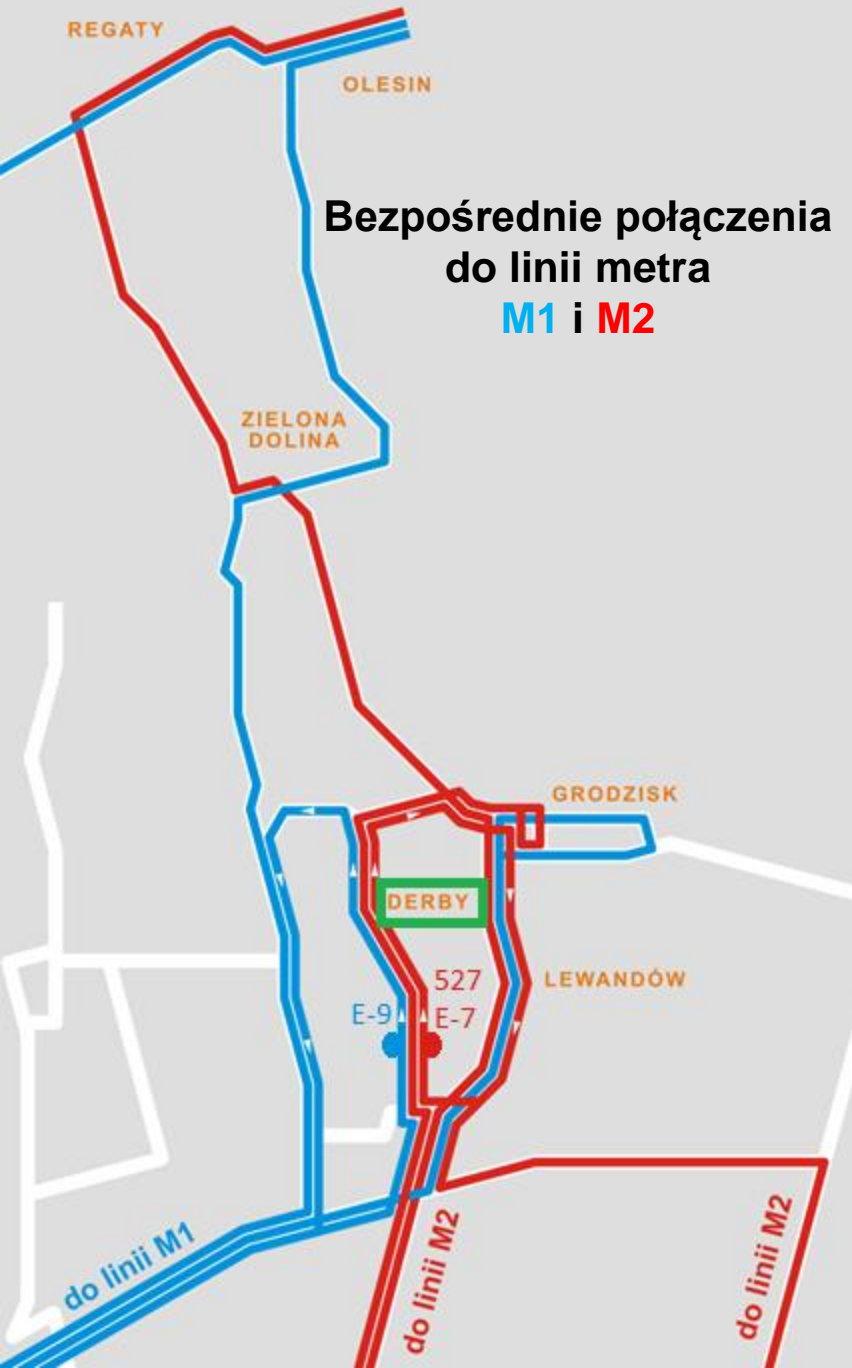 REGATY
OLESIN
Bezpośrednie połączenia
do linii metra
M1 i M2
ZIELONA
DOLINA
GRODZISK
DERBY
LEWANDÓW
527
E-9
E-7
do linii M1
do linii M2
do linii M2